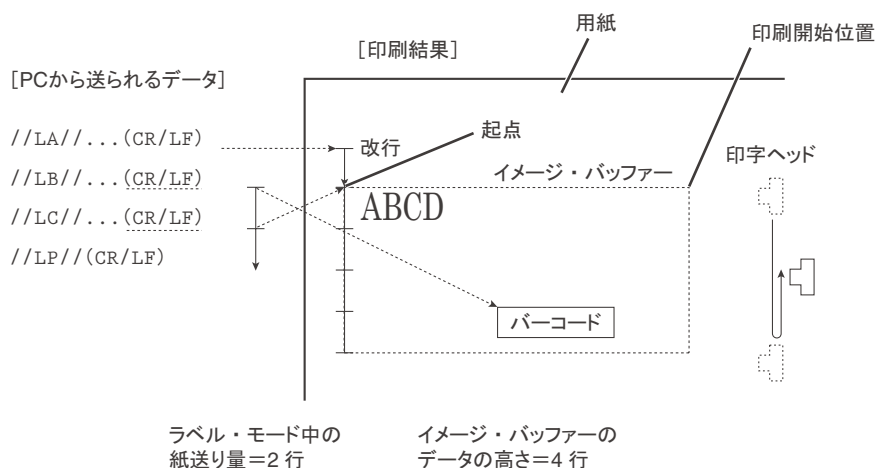 用紙
印刷開始位置
[印刷結果]
[PCから送られるデータ]
起点
//LA//...(CR/LF)
改行
印字ヘッド
//LB//...(CR/LF)
イメージ・バッファー
//LC//...(CR/LF)
ABCD
//LP//(CR/LF)
バーコード
ラベル・モード中の
紙送り量=2 行
イメージ・バッファーの
データの高さ=4 行